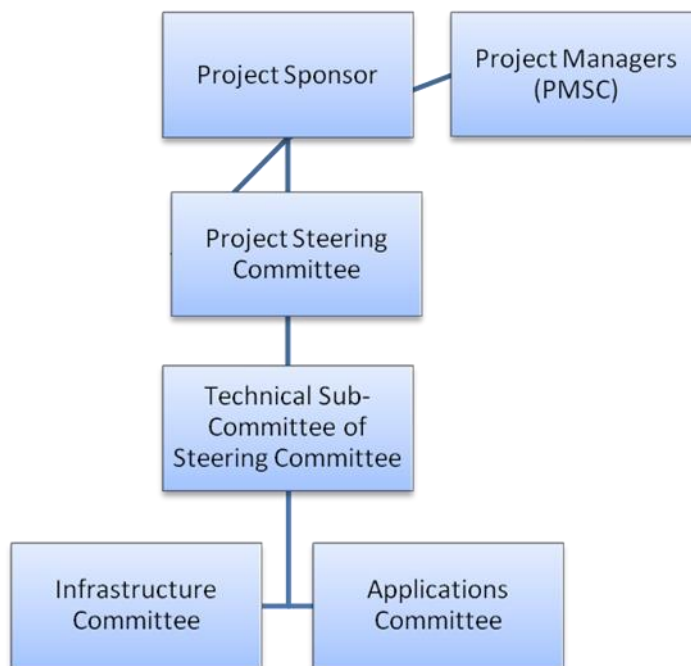 Project Sponsor
Project Managers
(PMSC)
Project Steering
Committee
Technical Sub-
Committee of
Steering Committee
Infrastructure
Committee
Applications
Committee